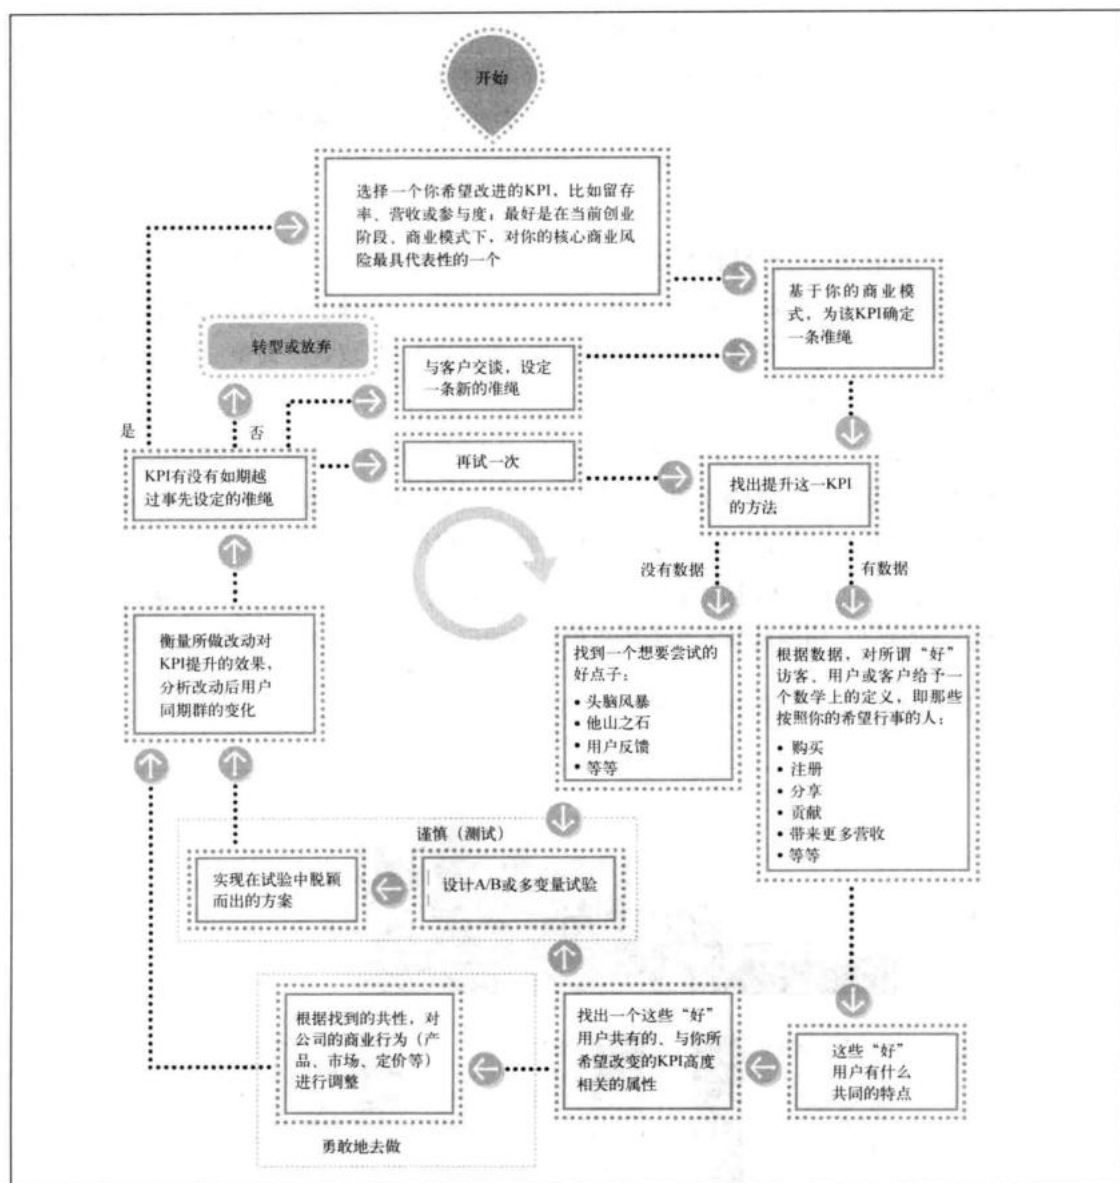 开始
选择一个你希望改进的KPI，比如留存
率、营收或参与度；最好是在当前创业
阶段、商业模式下，对你的核心商业风
险最具代表性的一个
基于你的商业模
式，为该KPI确定
一条准绳
转型或放弃
与客户交谈，设定
一条新的准绳
是
否
KPI有没有如期越
过事先设定的准绳
再试一次
找出提升这一KPI
的方法
没有数据
有数据
衡量所做改动对
KPI提升的效果，
分析改动后用户
同期群的变化
找到一个想要尝试的
好点子：
• 头脑风暴
• 他山之石
• 用户反馈
• 等等
根据数据，对所谓“好”
访客、用户或客户给予一
个数学上的定义，即那些
按照你的希望行事的人：
• 购买
• 注册
• 分享
• 贡献
• 带来更多营收
• 等等
谨慎（测试）
实现在试验中脱颖
而出的方案
设计A/B或多变量试验
根据找到的共性，对
公司的商业行为（产
品、市场、定价等）
进行调整
勇敢地去做
找出一个这些“好”
用户共有的、与你所
希望改变的KPI高度
相关的属性
这些“好”
用户有什么
共同的特点